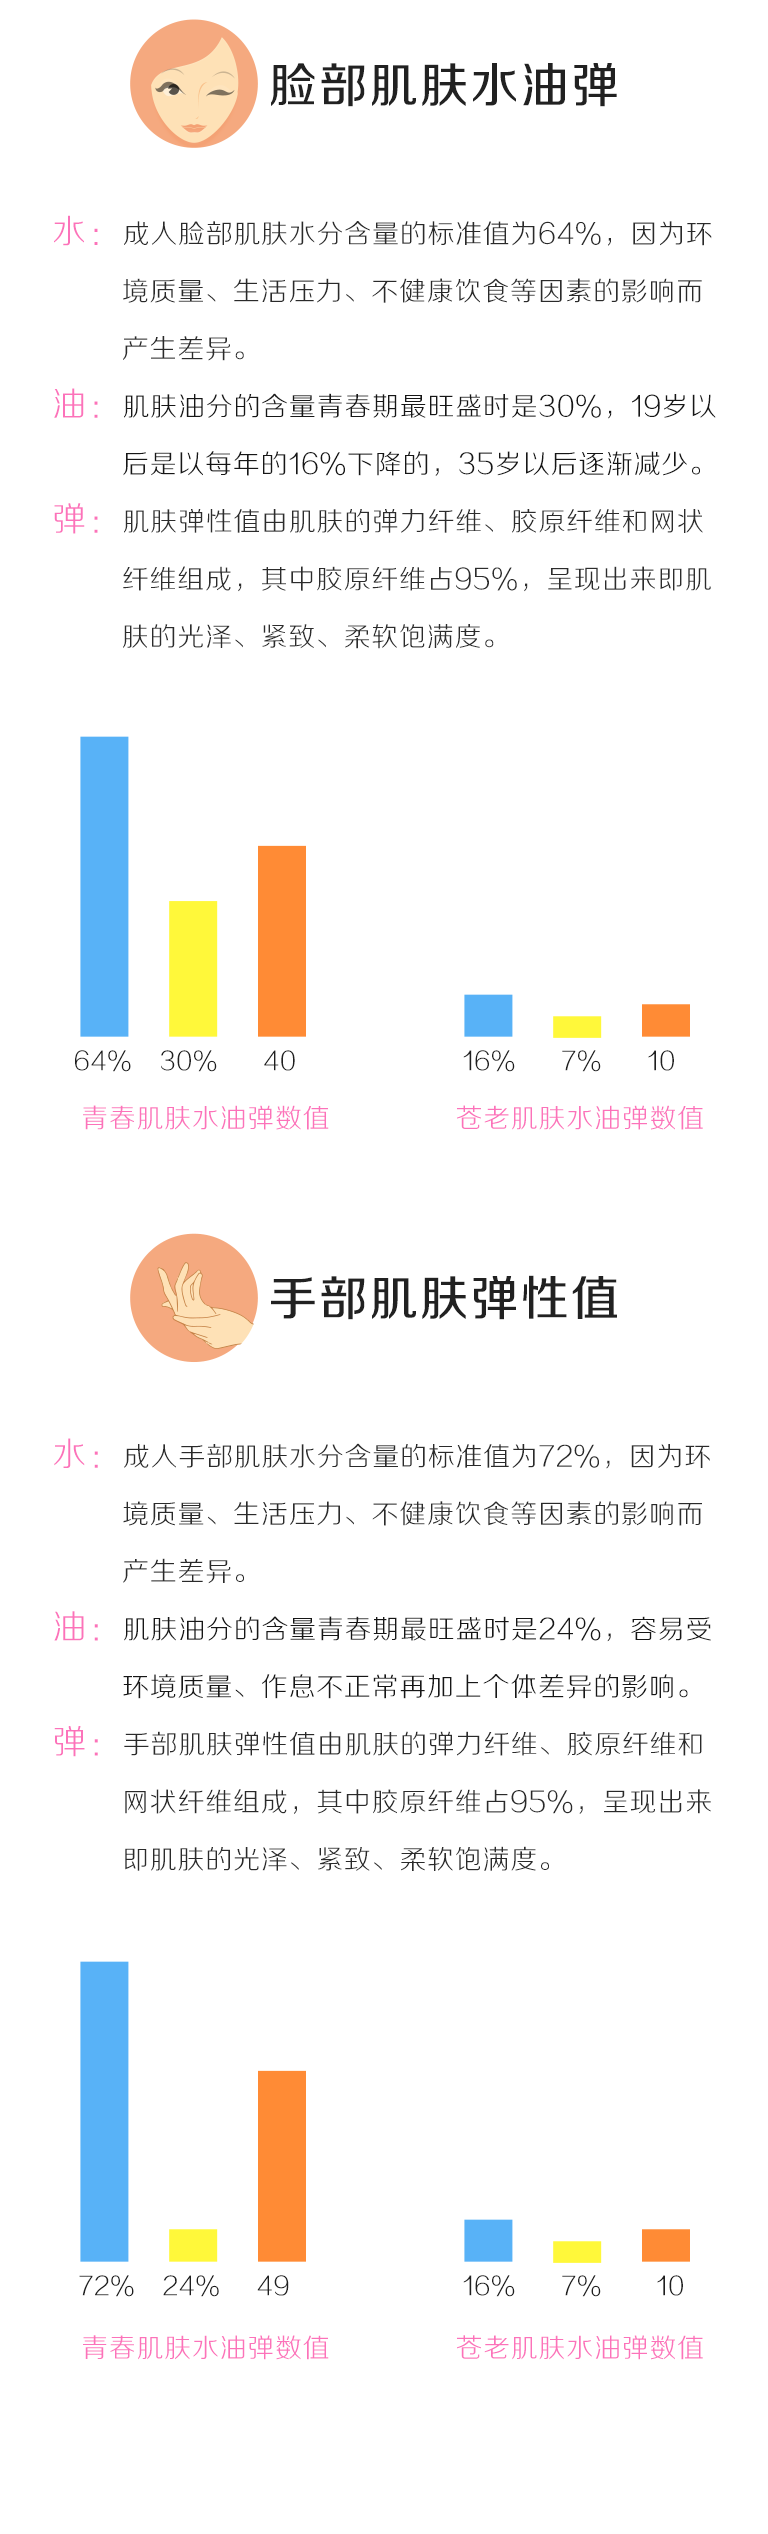 脸部肌肤水油弹
水：成人脸部肌肤水分含量的标准值为64%，因为环
境质量、生活压力、不健康饮食等因素的影响而
产生差异。
油：肌肤油分的含量青春期最旺盛时是30%，19岁以
后是以每年的16%下降的，35岁以后逐渐减少。
弹：肌肤弹性值由肌肤的弹力纤维、胶原纤维和网状
纤维组成，其中胶原纤维占95%，呈现出来即肌
肤的光泽、紧致、柔软饱满度。
64% 30% 40 16% 7% 10
青春肌肤水油弹数值 苍老肌肤水油弹数值
手部肌肤弹性值
水：成人手部肌肤水分含量的标准值为72%，因为环
境质量、生活压力、不健康饮食等因素的影响而
产生差异。
油：肌肤油分的含量青春期最旺盛时是24%，容易受
环境质量、作息不正常再加上个体差异的影响。
弹：手部肌肤弹性值由肌肤的弹力纤维、胶原纤维和
网状纤维组成，其中胶原纤维占95%，呈现出来
即肌肤的光泽、紧致、柔软饱满度。
72% 24% 49 16% 7% 10
青春肌肤水油弹数值 苍老肌肤水油弹数值